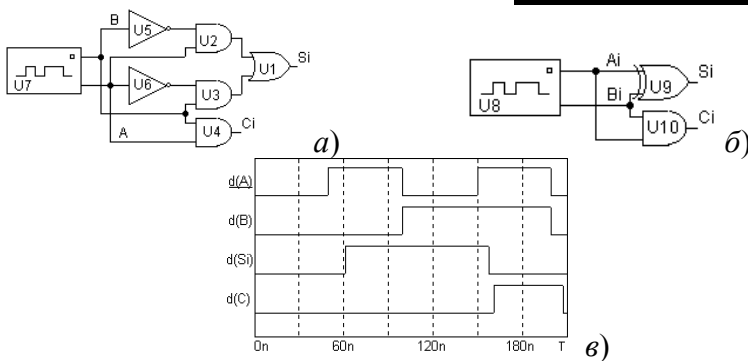 B
U5
U2
U1
Si
U7
U6
U3
U4
Ci
A
а)
Ai
Si
U9
Bi
U8
U10
Ci
б)
d(A)
d(B)
d(Si)
d(C)
0n 60n 120n 180n T
в)